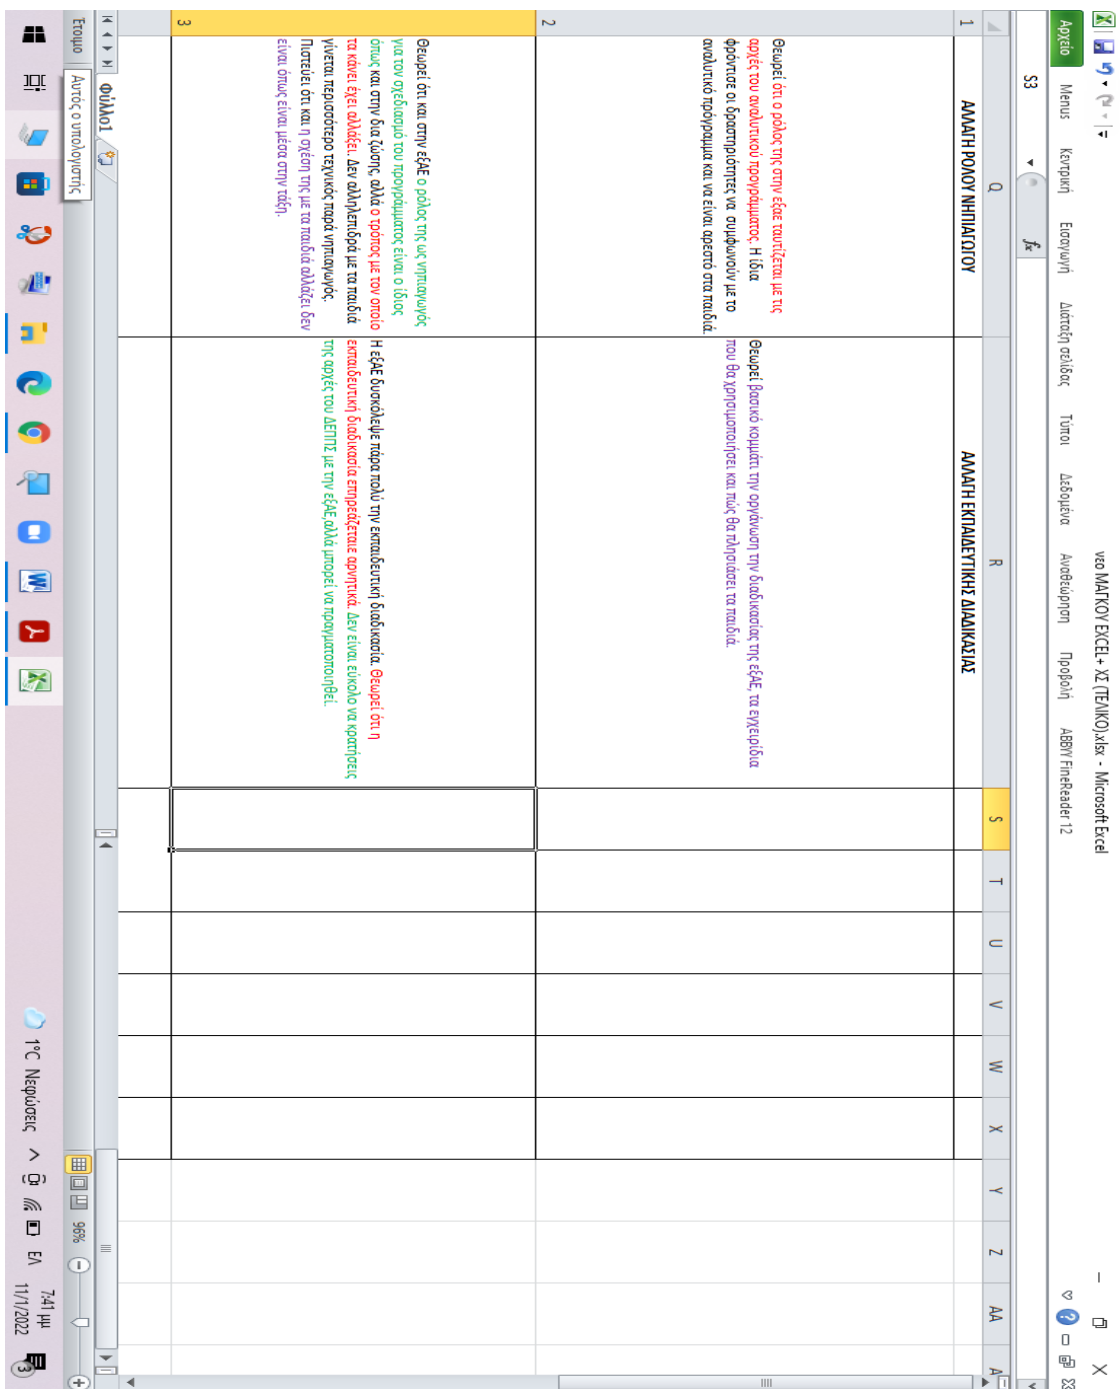 νεο ΜΑΓΚΟΥ EXCEL+ ΧΣ (ΤΕΛΙΚΟ).xlsx - Microsoft Excel
Αρχείο Menus Κεντρική Εισαγωγή Διάταξη σελίδας Τύποι Δεδομένα Αναθεώρηση Προβολή ABBYY FineReader 12
S3 fx
Q R S T U V W X Y Z AA A
1 ΑΛΛΑΓΗ ΡΟΛΟΥ ΝΗΠΙΑΓΩΓΟΥ ΑΛΛΑΓΗ ΕΚΠΑΙΔΕΥΤΙΚΗΣ ΔΙΑΔΙΚΑΣΙΑΣ
2
Θεωρεί ότι ο ρόλος της στην εξαε ταυτίζεται με τις
αρχές του αναλυτικού προγράμματος. Η ίδια
φρόντισε οι δραστηριότητες να συμφωνούν με το
αναλυτικό πρόγραμμα και να είναι αρεστό στα παιδιά.
Θεωρεί βασικό κομμάτι την οργάνωση την διαδικασίας της εξΑΕ, τα εγχειρίδια
που θα χρησιμοποιήσει και πώς θα πλησιάσει τα παιδιά.
3
Θεωρεί ότι και στην εξΑΕ ο ρόλος της ως νηπιαγωγός
για τον σχεδιασμό του προγράμματος είναι ο ίδιος
όπως και στην δια ζώσης, αλλά ο τρόπος με τον οποίο
τα κάνει έχει αλλάξει. Δεν αλληλεπιδρά με τα παιδιά
γίνεται περισσότερο τεχνικός παρά νηπιαγωγός.
Πιστεύει ότι και η σχέση της με τα παιδιά αλλάζει δεν
είναι όπως είναι μέσα στην τάξη.
Η εξΑΕ δυσκόλεψε πάρα πολύ την εκπαιδευτική διαδικασία. Θεωρεί ότι η
εκπαιδευτική διαδικασία επηρεάζεταιε αρνητικά. Δεν είναι εύκολο να κρατήσεις
της αρχές του ΔΕΠΠΣ με την εξΑΕ,αλλά μπορεί να πραγματοποιηθεί.
Φύλλο1
Έτοιμο Αυτός ο υπολογιστής 96%
1°C Νεφώσεις ΕΛ 7:41 μμ
11/1/2022
3